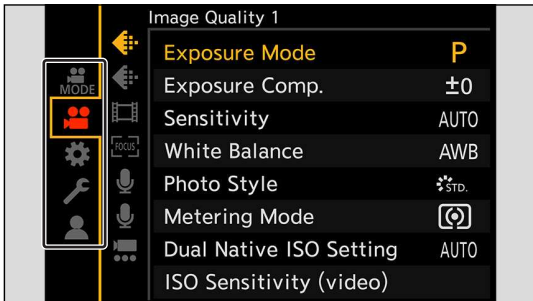 Image Quality 1
MODE
FOCUS
Exposure Mode P
Exposure Comp. ±0
Sensitivity AUTO
White Balance AWB
Photo Style STD.
Metering Mode
Dual Native ISO Setting AUTO
ISO Sensitivity (video)